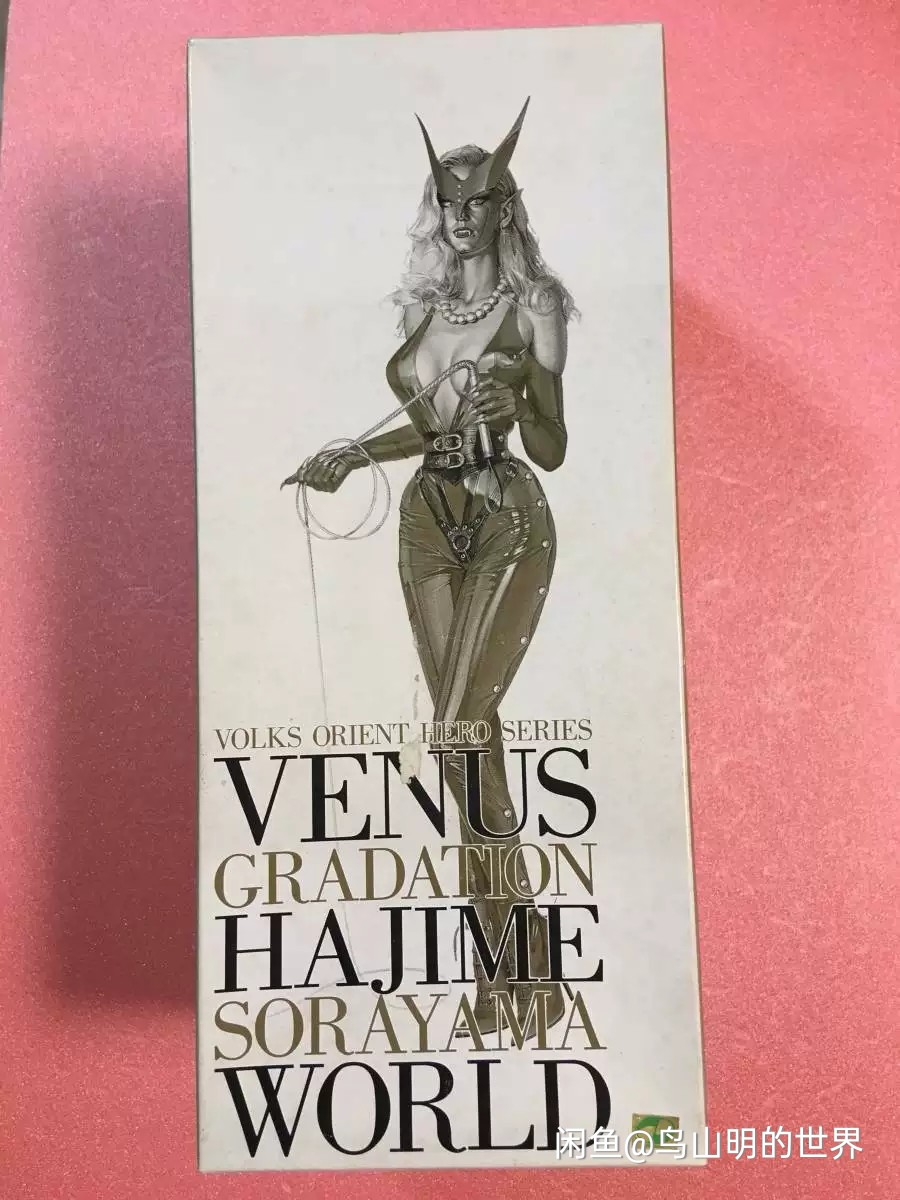 VOLKS ORIENT HERO SERIES
VENUS
GRADATION
HAJIME
SORAYAMA
WORLD
闲鱼@鸟山明的世界